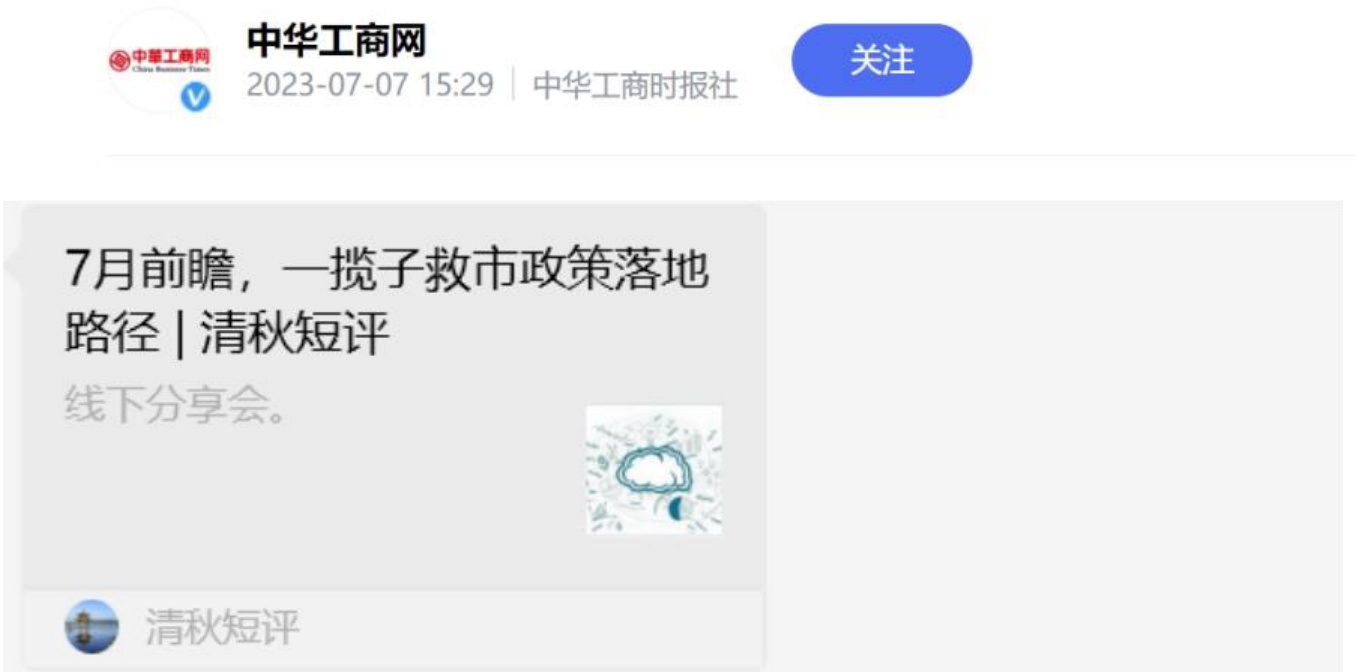 中华工商网
中華工商网
China Business Times
2023-07-07 15:29 | 中华工商时报社
关注
7月前瞻，一揽子救市政策落地
路径 | 清秋短评
线下分享会。
清秋短评